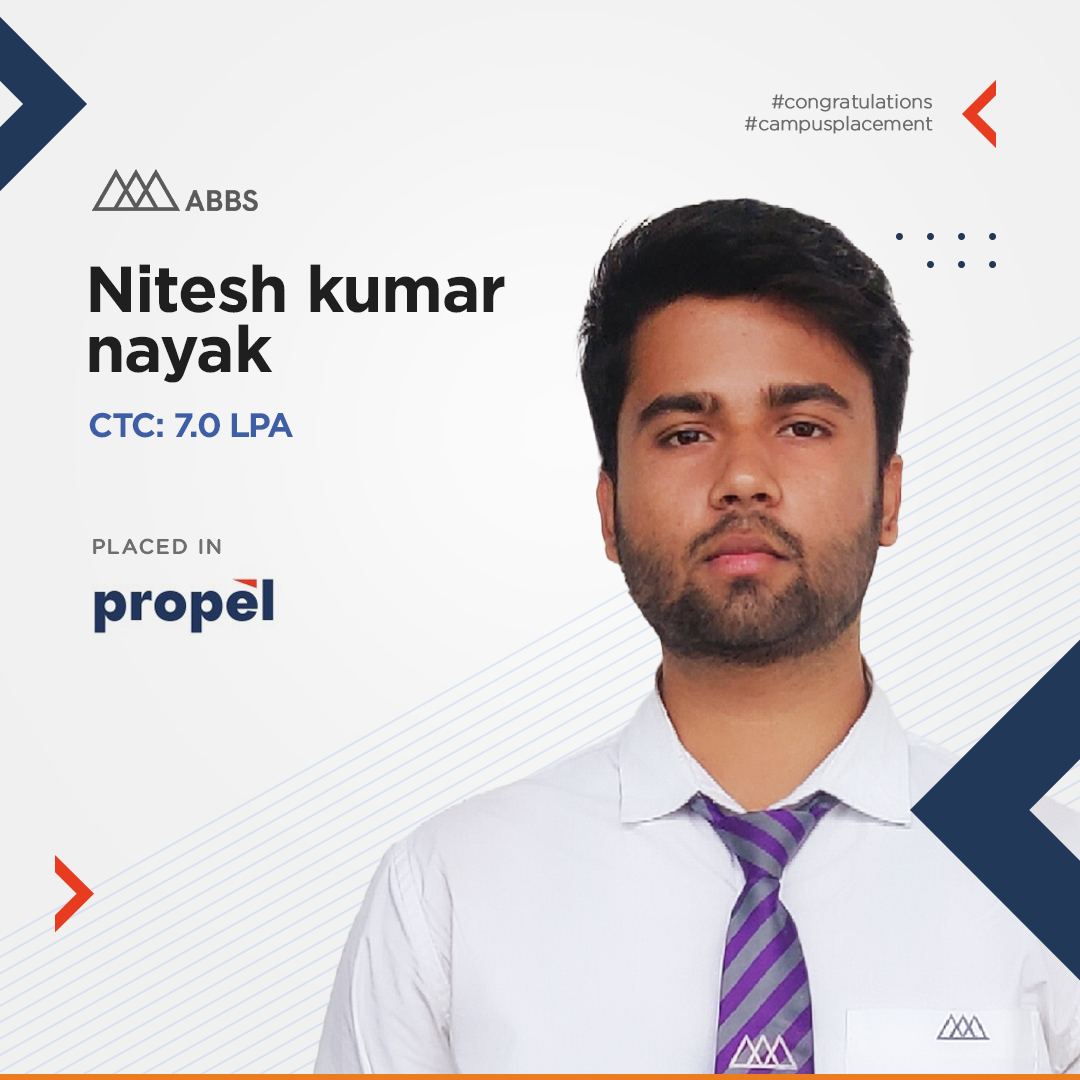 #congratulations
#campusplacement
ABBS
Nitesh kumar
nayak
CTC: 7.0 LPA
PLACED IN
propel